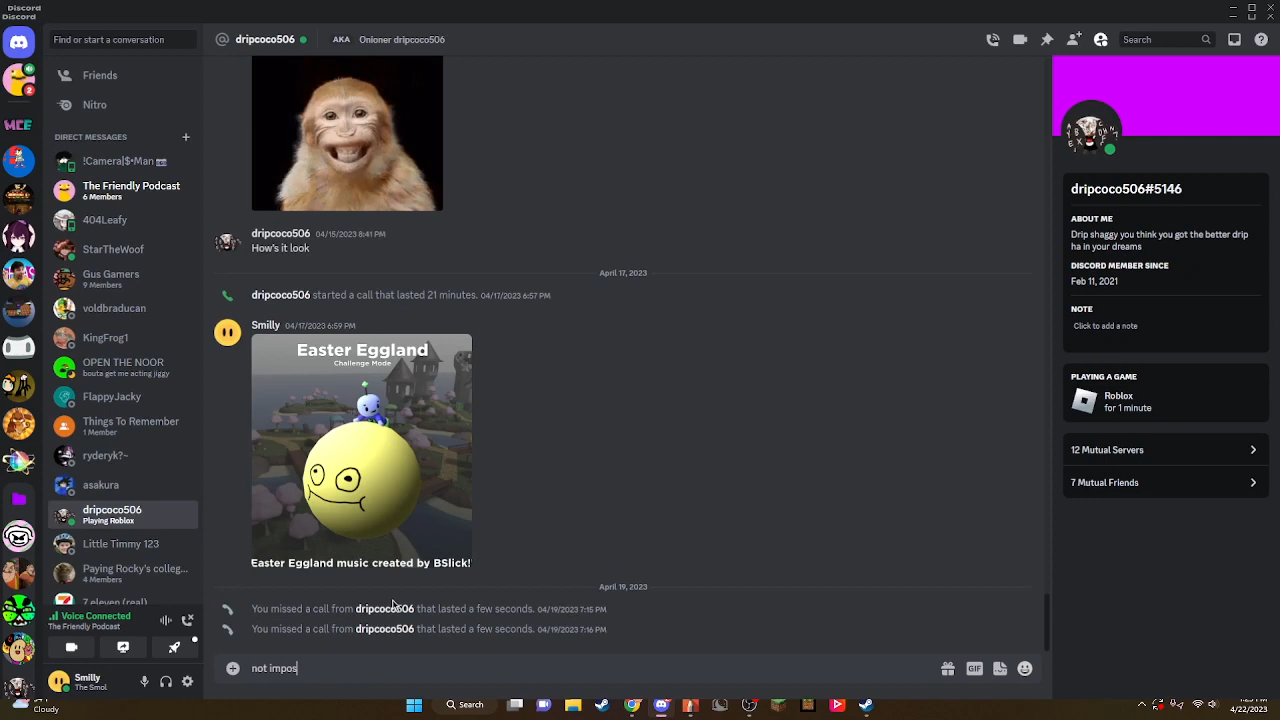 Discord
Discord
Find or start a conversation
dripcoco506
AKA Onioner dripcoco506
Search
Friends
Nitro
DIRECT MESSAGES
!Camera|$•Man
The Friendly Podcast
6 Members
404Leafy
StarTheWoof
Gus Gamers
9 Members
voldbraducan
KingFrog1
OPEN THE NOOR
bouta get me acting jiggy
FlappyJacky
Things To Remember
1 Member
ryderyk?~
asakura
dripcoco506
Playing Roblox
Little Timmy 123
Paying Rocky's colleg...
4 Members
7 eleven (real)
Voice Connected
The Friendly Podcast
Smilly
The Smol
dripcoco506 04/15/2023 8:41 PM
How's it look
April 17, 2023
dripcoco506 started a call that lasted 21 minutes. 04/17/2023 6:57 PM
Smilly 04/17/2023 6:59 PM
Easter Eggland
Challenge Mode
Easter Eggland music created by BSlick!
April 19, 2023
You missed a call from dripcoco506 that lasted a few seconds. 04/19/2023 7:15 PM
You missed a call from dripcoco506 that lasted a few seconds. 04/19/2023 7:16 PM
not impos
GIF
dripcoco506#5146
ABOUT ME
Drip shaggy you think you got the better drip
ha in your dreams
DISCORD MEMBER SINCE
Feb 11, 2021
NOTE
Click to add a note
PLAYING A GAME
Roblox
for 1 minute
12 Mutual Servers
7 Mutual Friends
Search
4/22/2023